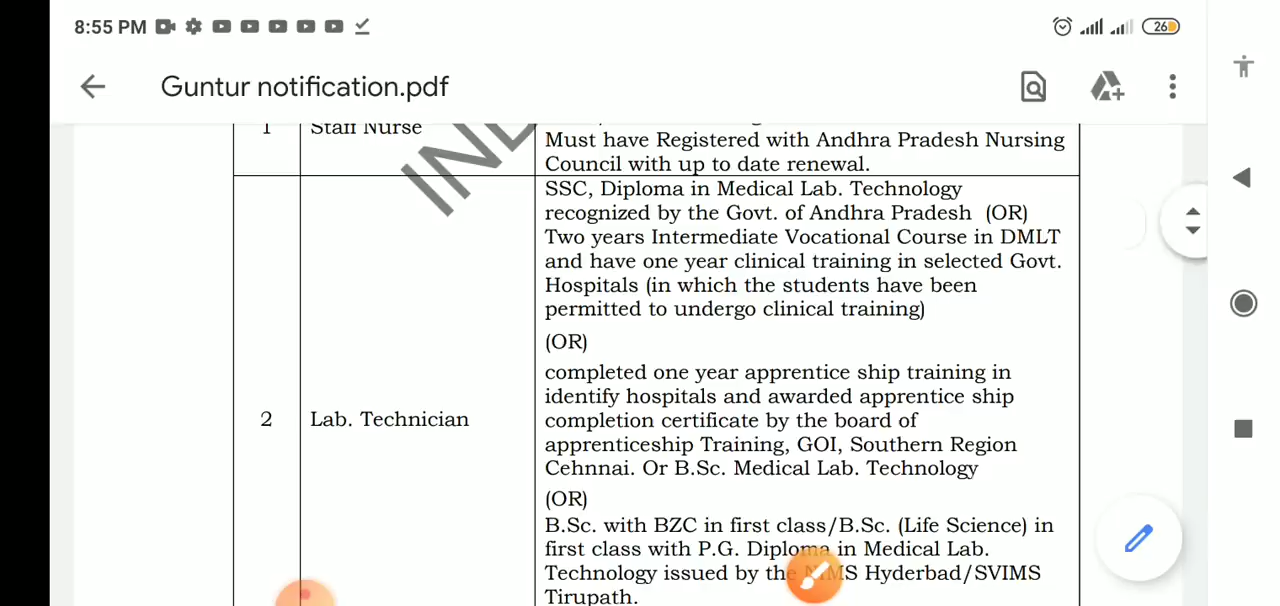 8:55 PM
26
Guntur notification.pdf
1 Staff Nurse
Must have Registered with Andhra Pradesh Nursing
Council with up to date renewal.
SSC, Diploma in Medical Lab. Technology
recognized by the Govt. of Andhra Pradesh (OR)
Two years Intermediate Vocational Course in DMLT
and have one year clinical training in selected Govt.
Hospitals (in which the students have been
permitted to undergo clinical training)
(OR)
completed one year apprentice ship training in
identify hospitals and awarded apprentice ship
2 Lab. Technician
completion certificate by the board of
apprenticeship Training, GOI, Southern Region
Cehnnai. Or B.Sc. Medical Lab. Technology
(OR)
B.Sc. with BZC in first class/B.Sc. (Life Science) in
first class with P.G. Diploma in Medical Lab.
Technology issued by the NIMS Hyderbad/SVIMS
Tirupath.